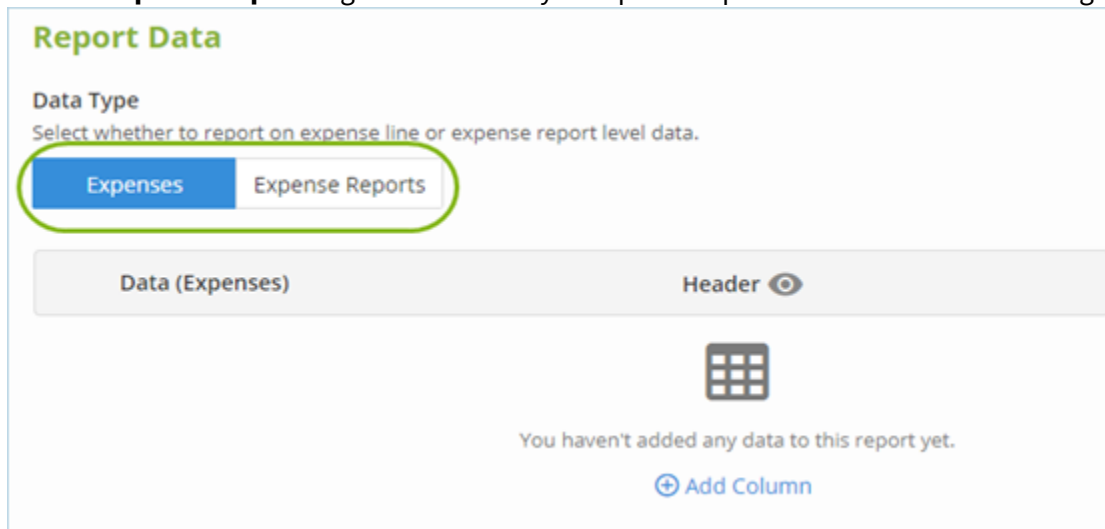 Report Data
Data Type
Select whether to report on expense line or expense report level data.
Expenses Expense Reports
Data (Expenses) Header
You haven't added any data to this report yet.
Add Column